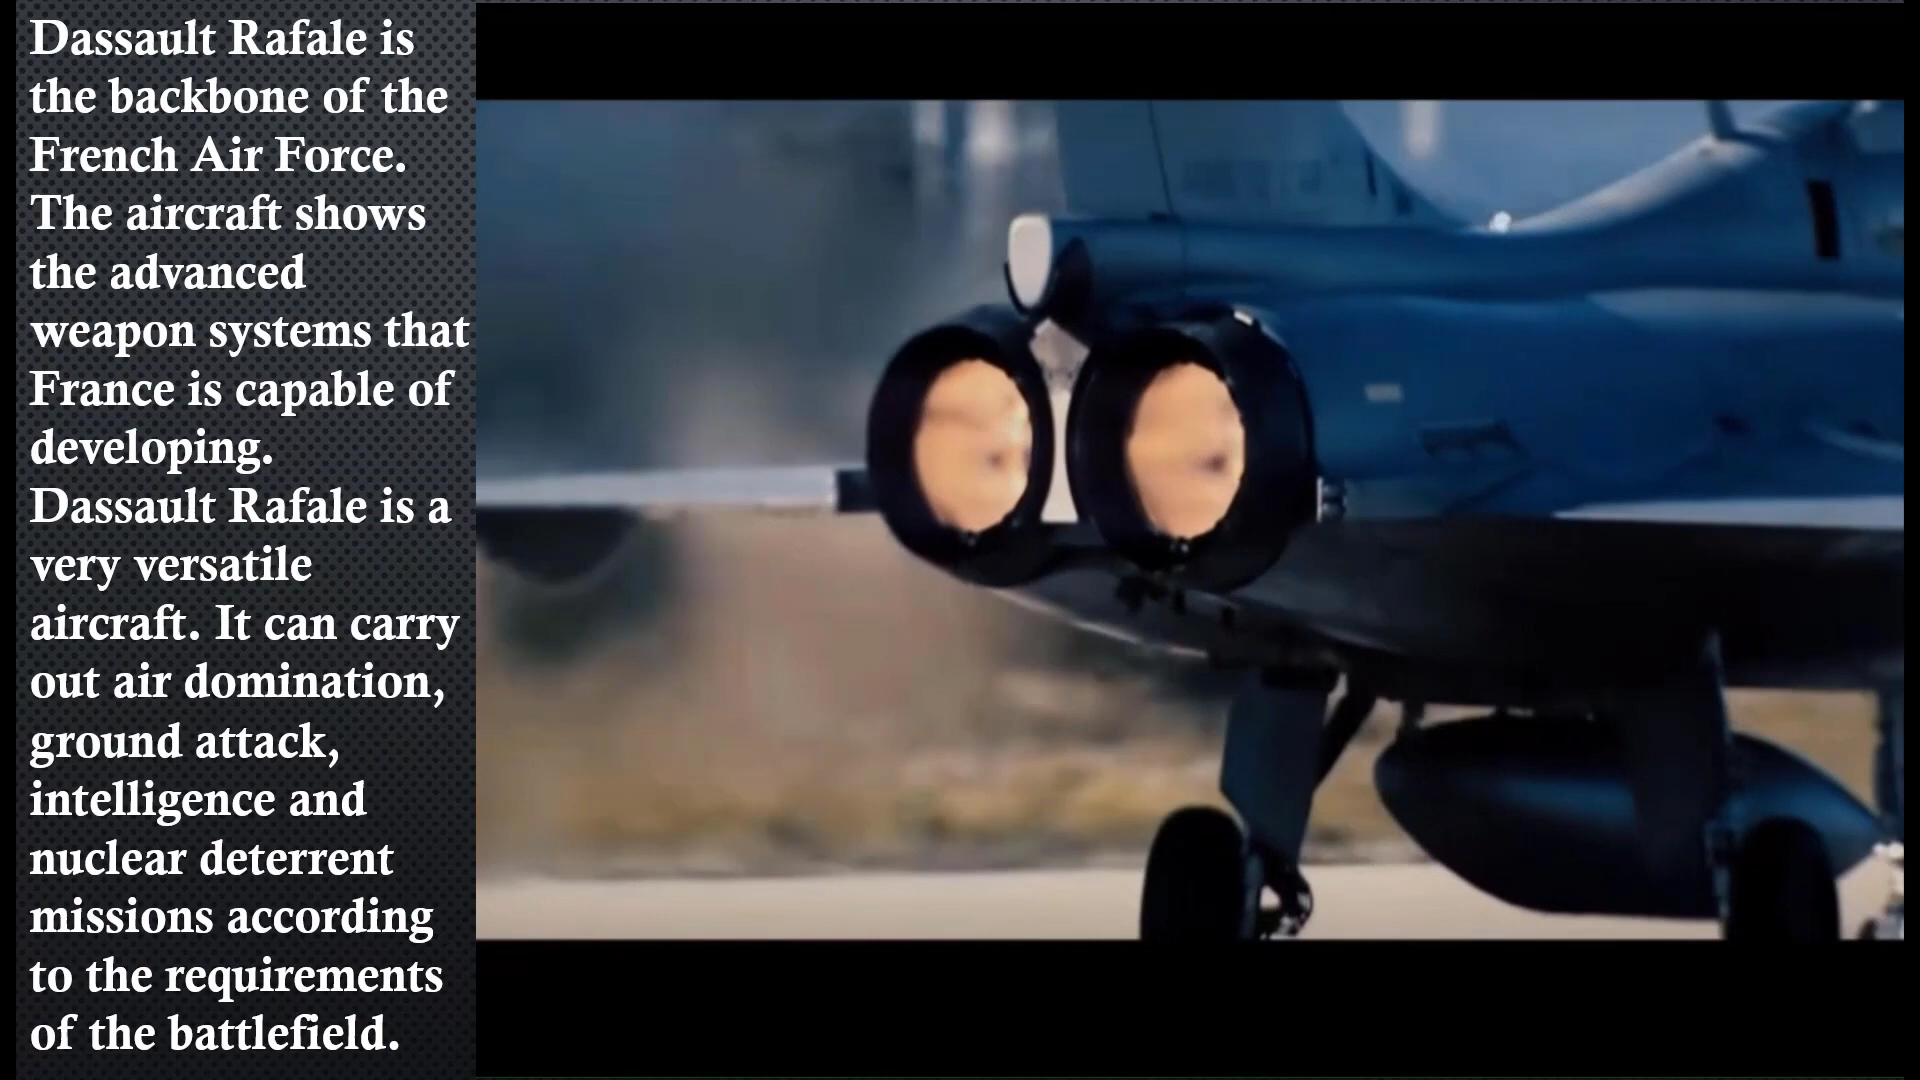 Dassault Rafale is
the backbone of the
French Air Force.
The aircraft shows
the advanced
weapon systems that
France is capable of
developing.
Dassault Rafale is a
very versatile
aircraft. It can carry
out air domination,
ground attack,
intelligence and
nuclear deterrent
missions according
to the requirements
of the battlefield.